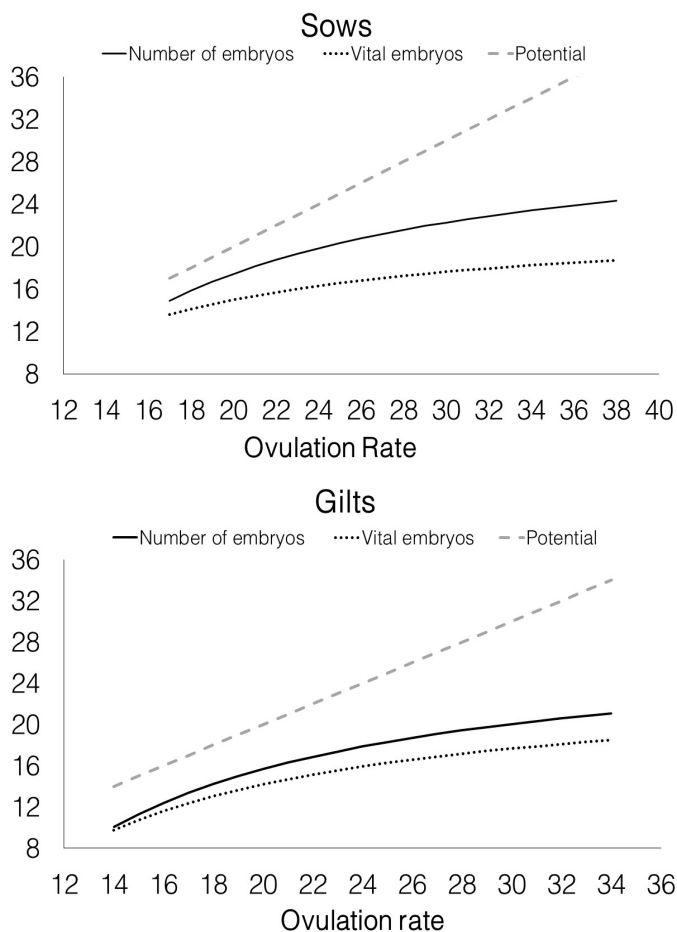 Sows
Number of embryos Vital embryos Potential
36
32
28
24
20
16
12
8
12 14 16 18 20 22 24 26 28 30 32 34 36 38 40
Ovulation Rate
Gilts
Number of embryos Vital embryos Potential
36
32
28
24
20
16
12
8
12 14 16 18 20 22 24 26 28 30 32 34 36
Ovulation rate